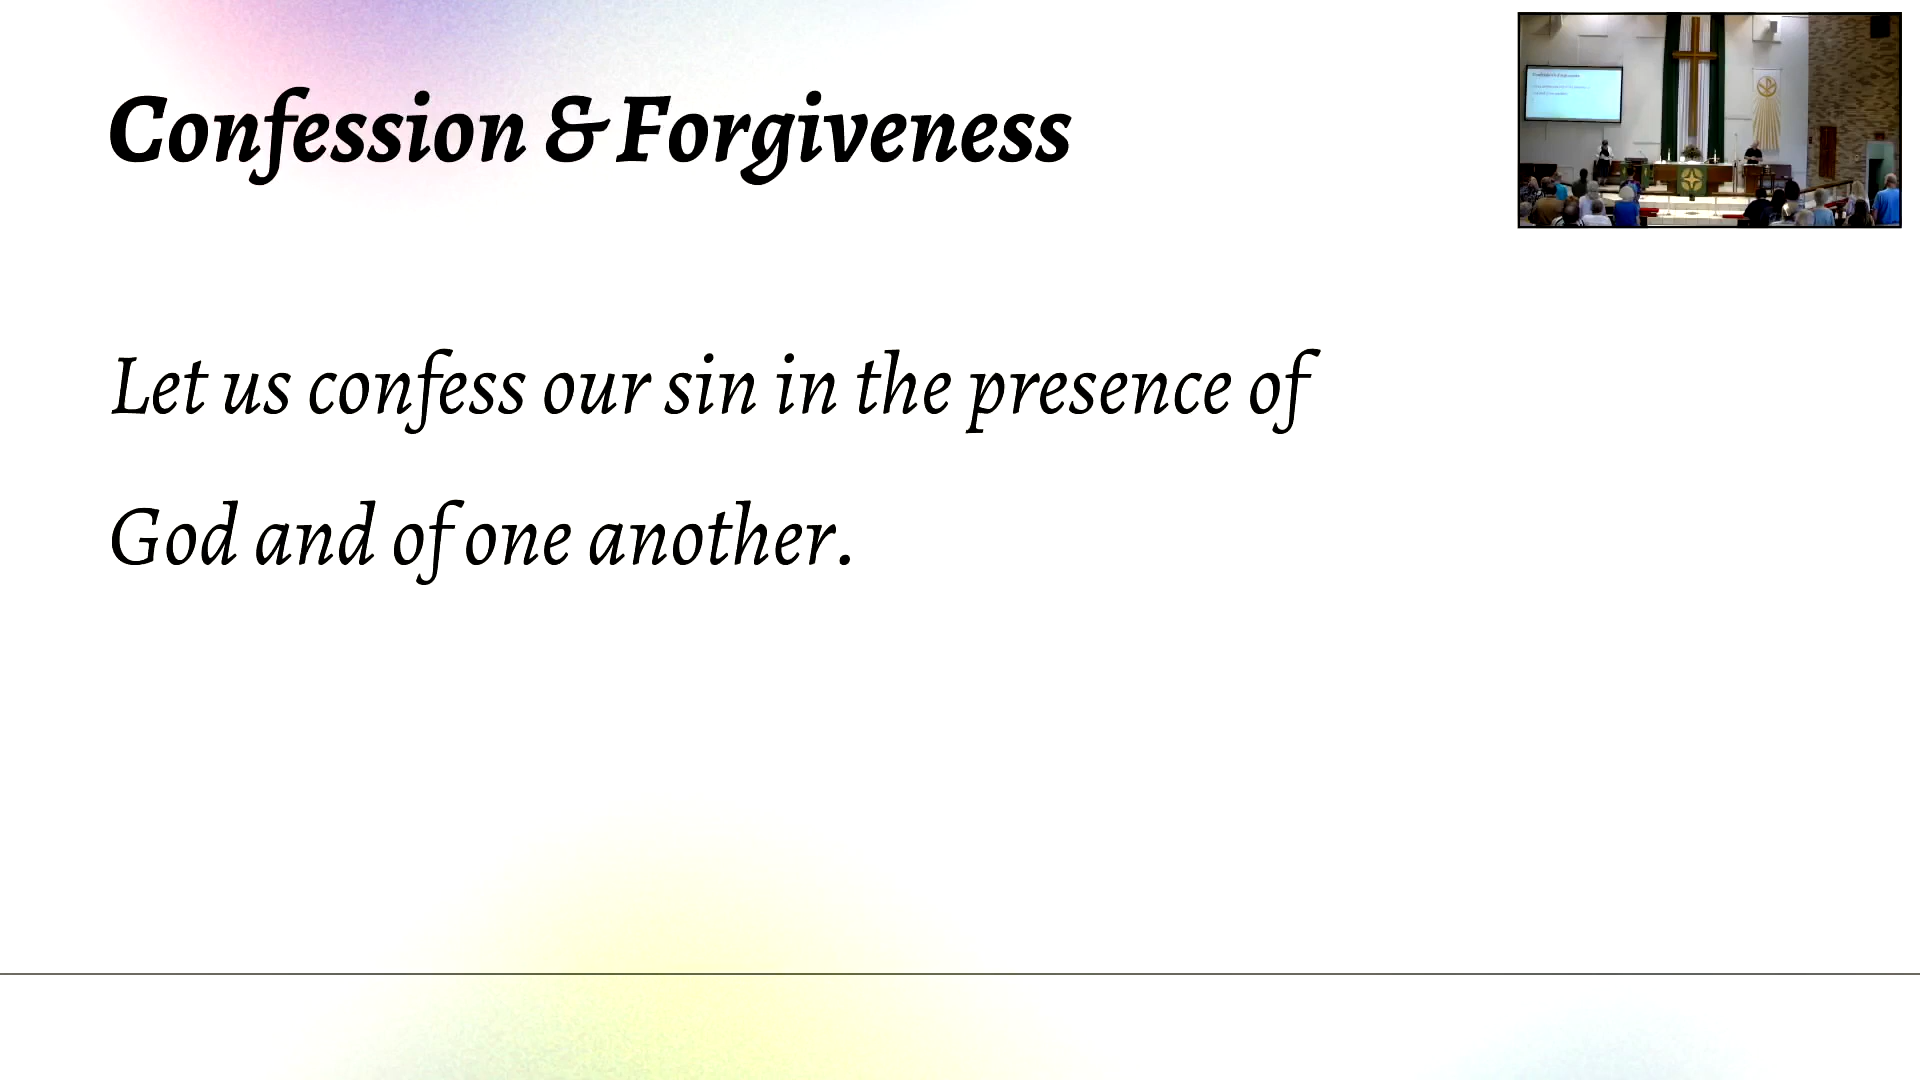 Confession & Forgiveness
Let us confess our sin in the presence of
God and of one another.